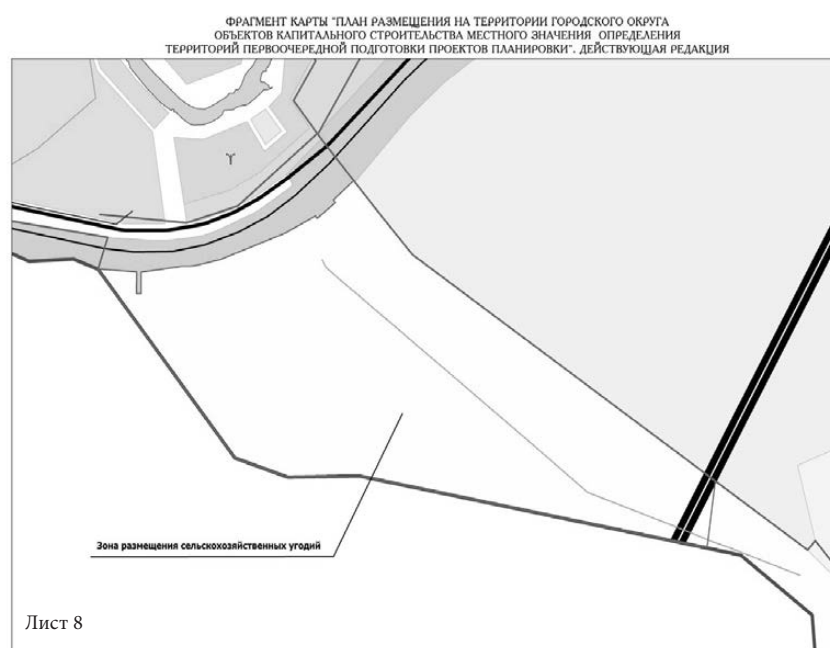 ФРАГМЕНТ КАРТЫ "ПЛАН РАЗМЕЩЕНИЯ НА ТЕРРИТОРИИ ГОРОДСКОГО ОКРУГА
ОБЪЕКТОВ КАПИТАЛЬНОГО СТРОИТЕЛЬСТВА МЕСТНОГО ЗНАЧЕНИЯ ОПРЕДЕЛЕНИЯ
ТЕРРИТОРИЙ ПЕРВООЧЕРЕДНОЙ ПОДГОТОВКИ ПРОЕКТОВ ПЛАНИРОВКИ". ДЕЙСТВУЮЩАЯ РЕДАКЦИЯ
Зона размещения сельскохозяйственных угодий
Лист 8